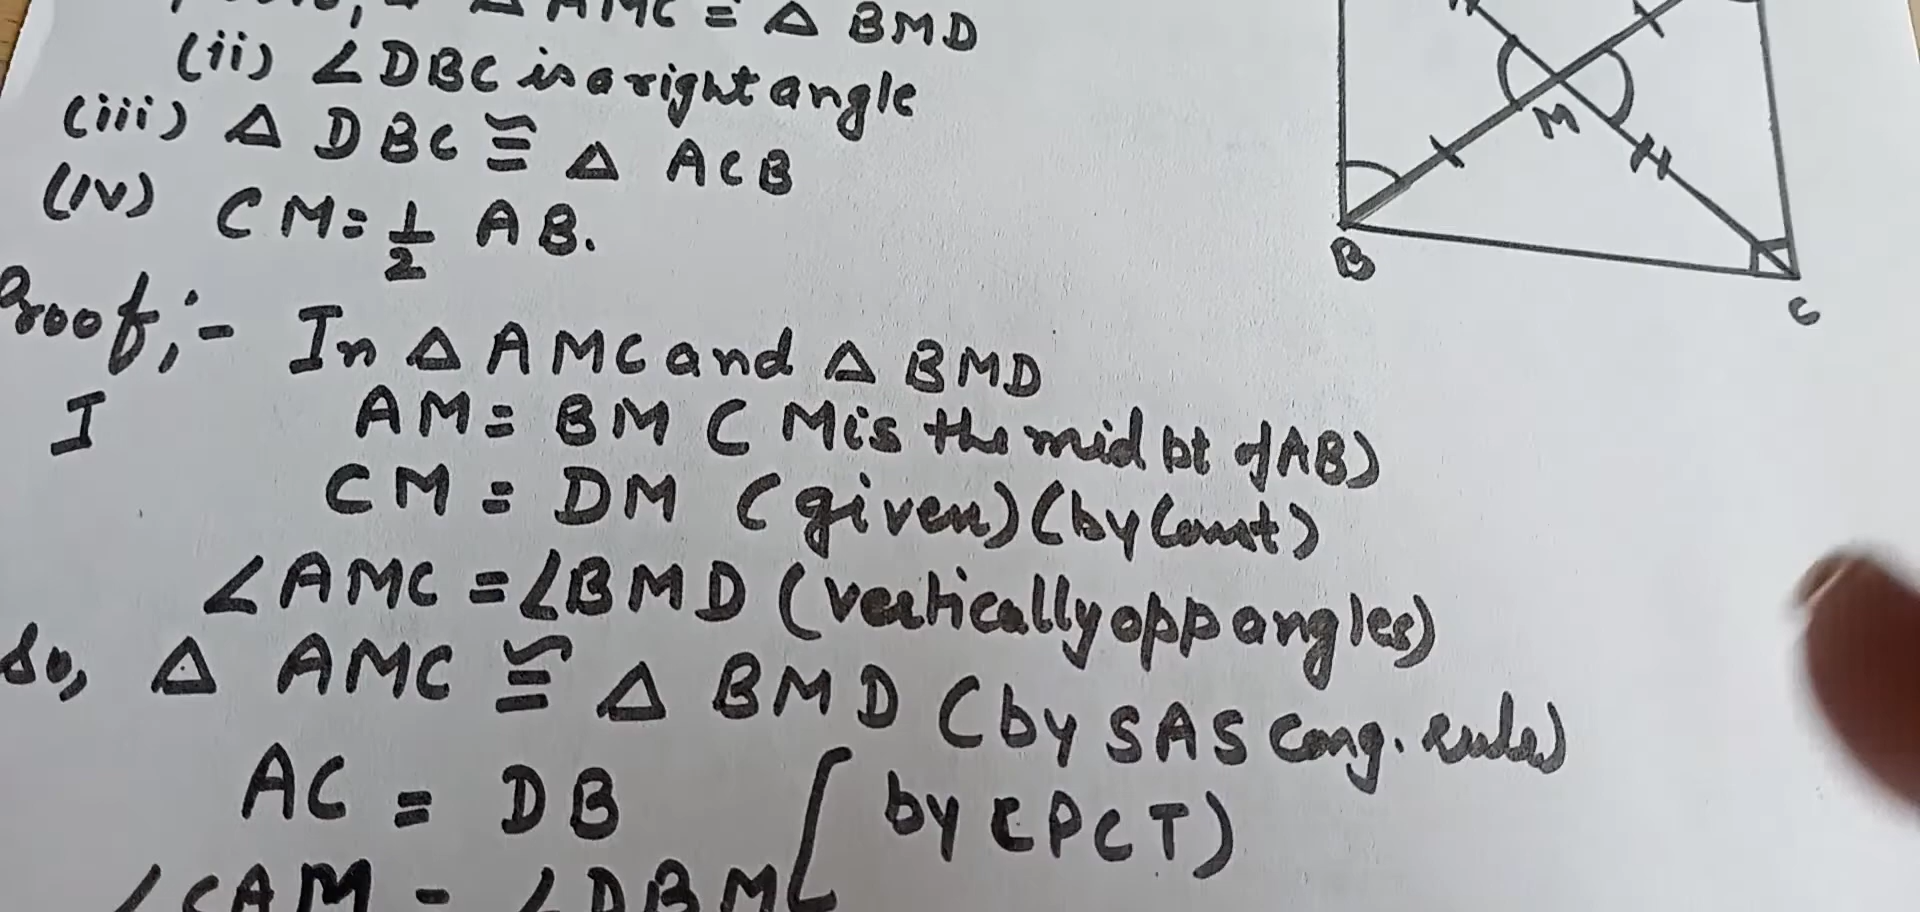 △ AMC ≅ △ BMD
(ii) ∠DBC is a right angle
(iii) △ DBC ≅ △ ACB
(iv) CM = 1/2 AB.
Proof:- In △ AMC and △ BMD
I AM = BM (M is the mid pt of AB)
CM = DM (given) (by Const)
∠AMC = ∠BMD (vertically opp angles)
So, △ AMC ≅ △ BMD (by SAS Cong. rule)
AC = DB [by CPCT)
∠CAM = ∠DBM
M
B
C